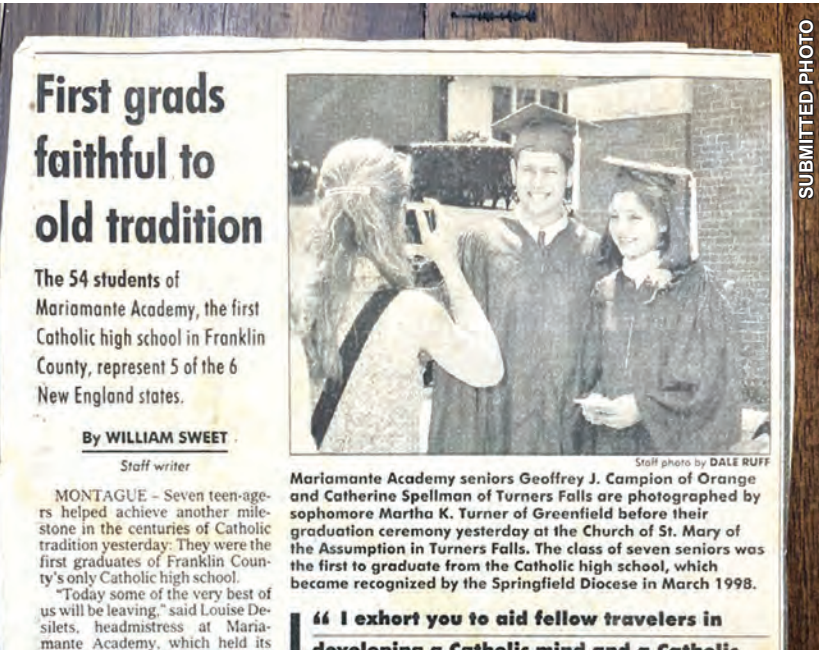 SUBMITTED PHOTO
First grads
faithful to
old tradition
The 54 students of
Mariamante Academy, the first
Catholic high school in Franklin
County, represent 5 of the 6
New England states.
By WILLIAM SWEET
Staff writer
MONTAGUE – Seven teen-age-
rs helped achieve another mile-
stone in the centuries of Catholic
tradition yesterday: They were the
first graduates of Franklin Coun-
ty's only Catholic high school.
"Today some of the very best of
us will be leaving," said Louise De-
silets, headmistress at Maria-
mante Academy, which held its
Staff photo by DALE RUFF
Mariamante Academy seniors Geoffrey J. Campion of Orange
and Catherine Spellman of Turners Falls are photographed by
sophomore Martha K. Turner of Greenfield before their
graduation ceremony yesterday at the Church of St. Mary of
the Assumption in Turners Falls. The class of seven seniors was
the first to graduate from the Catholic high school, which
became recognized by the Springfield Diocese in March 1998.
“ I exhort you to aid fellow travelers in
developing a Catholic mind and a Catholic